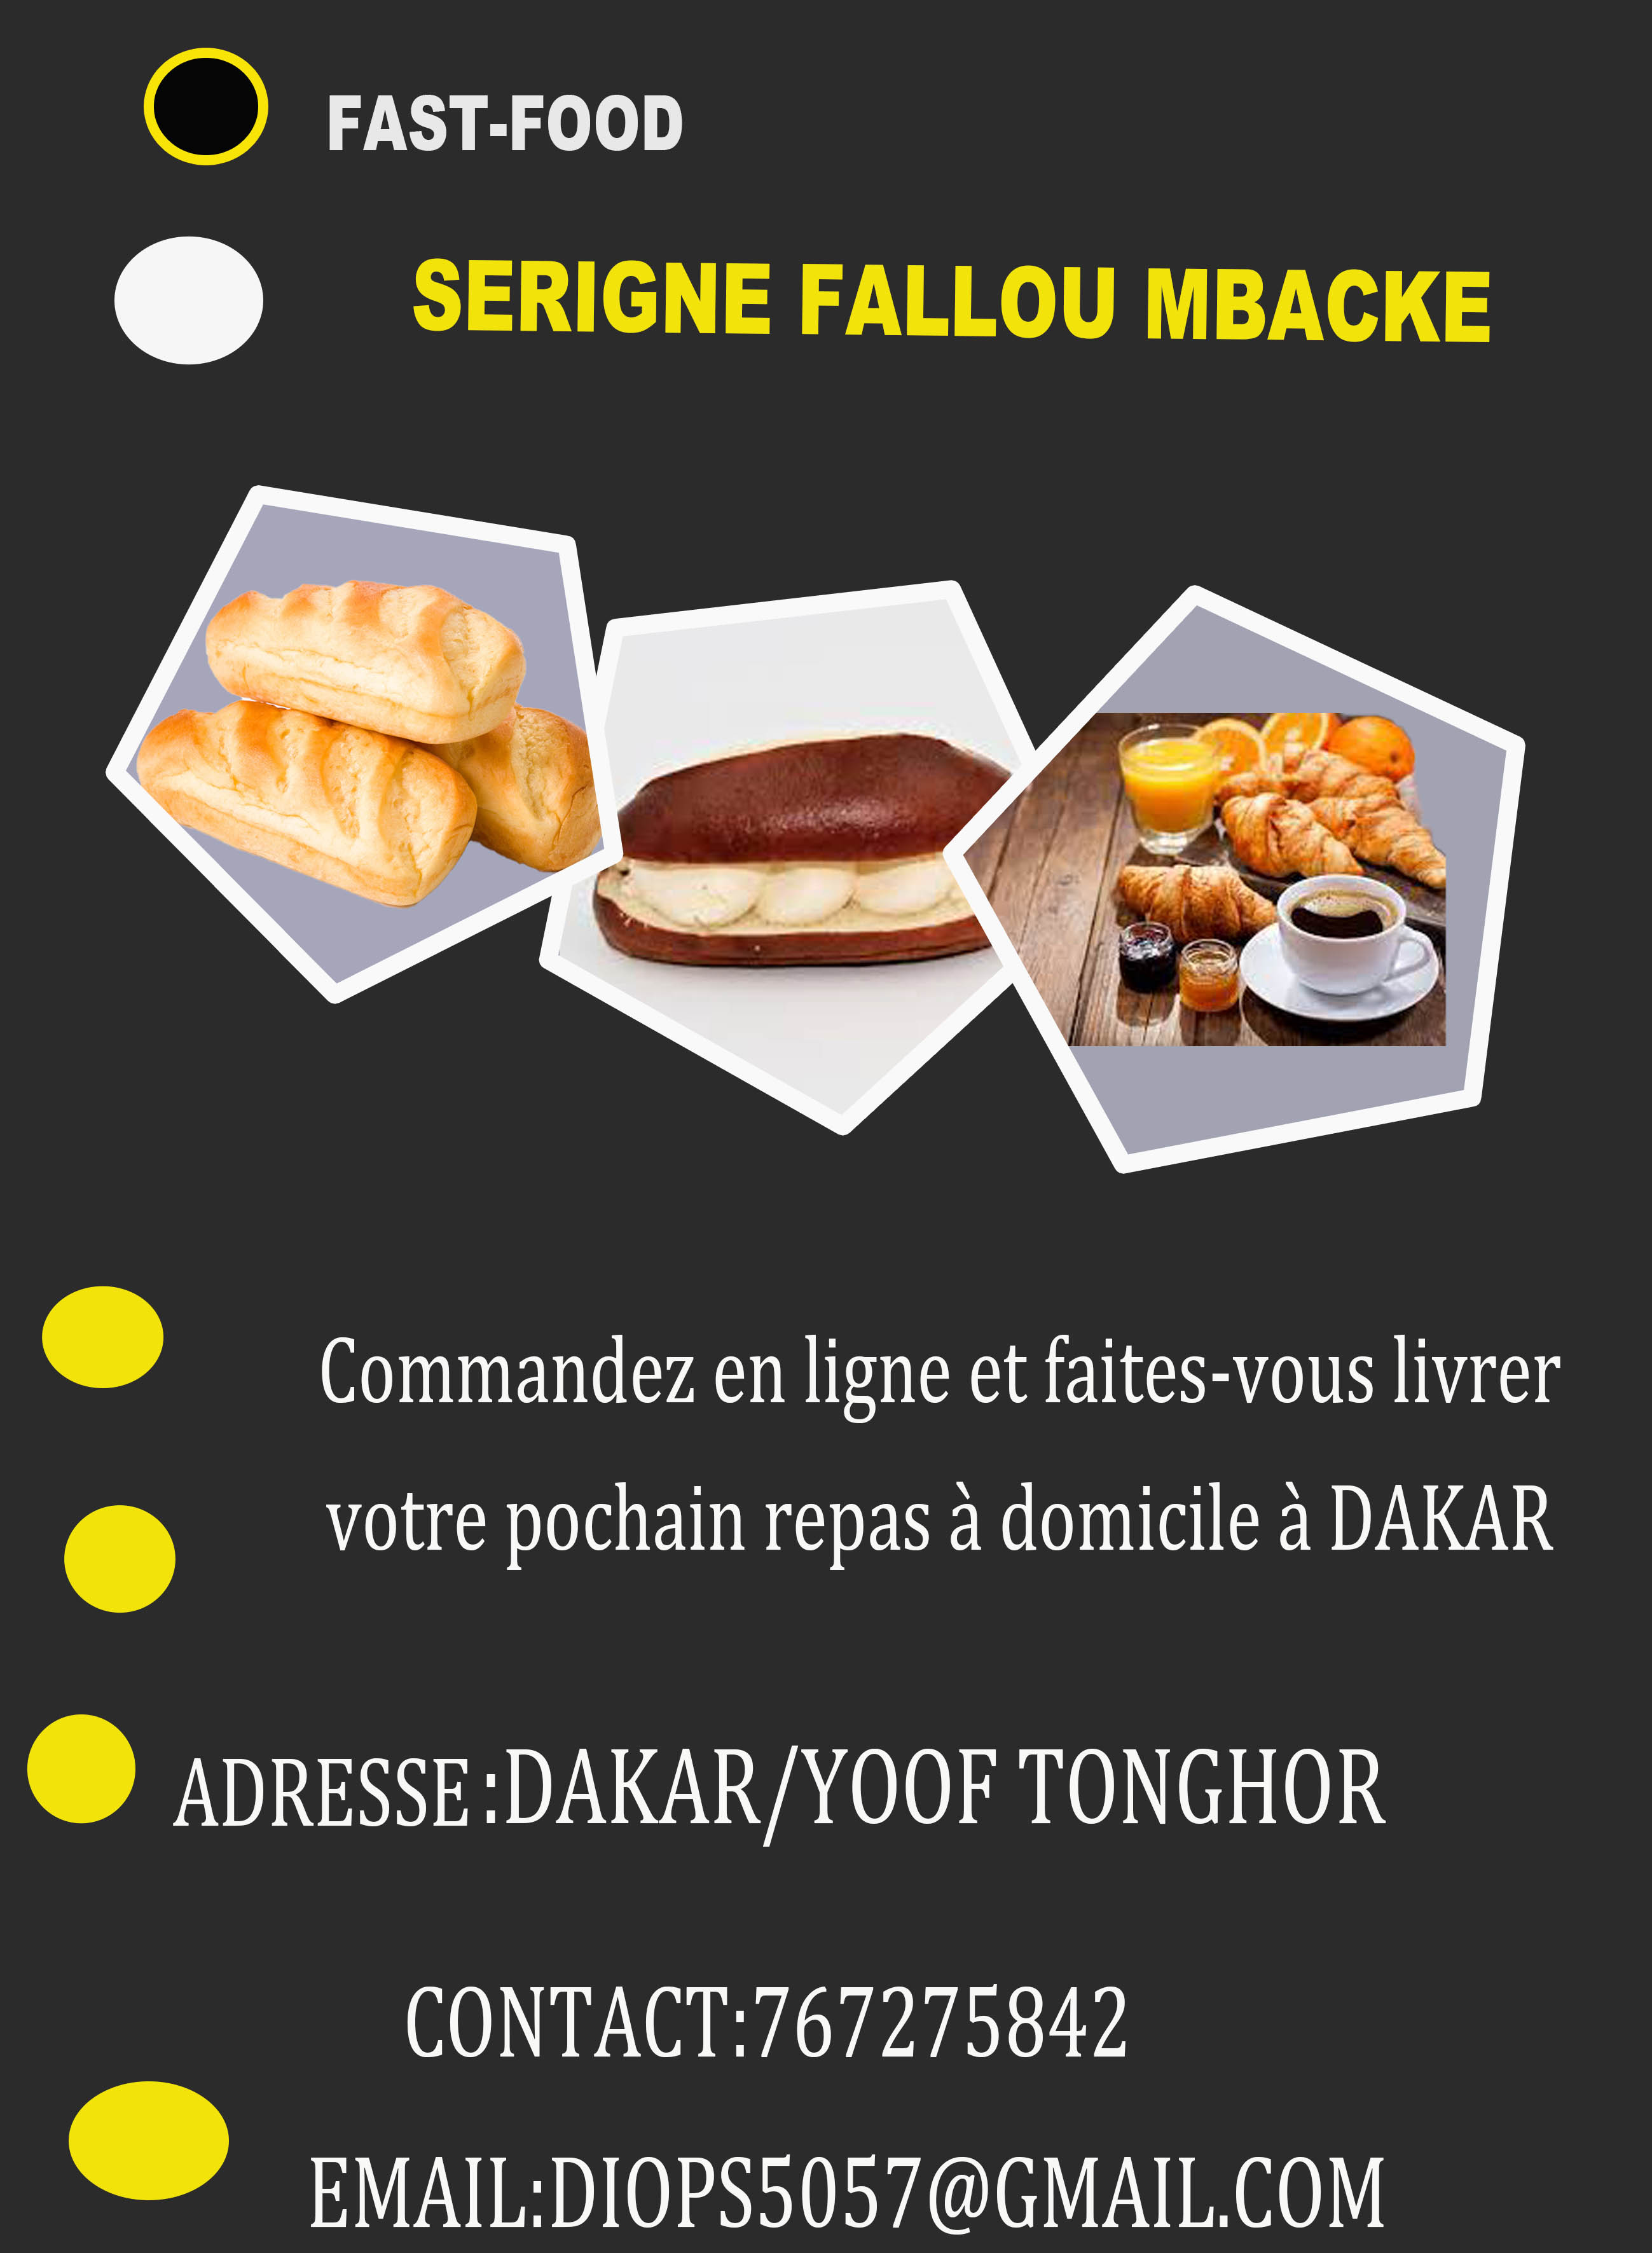 FAST-FOOD
SERIGNE FALLOU MBACKE
Commandez en ligne et faites-vous livrer
votre pochain repas à domicile à DAKAR
ADRESSE :DAKAR/YOOF TONGHOR
CONTACT:767275842
EMAIL:DIOPS5057@GMAIL.COM